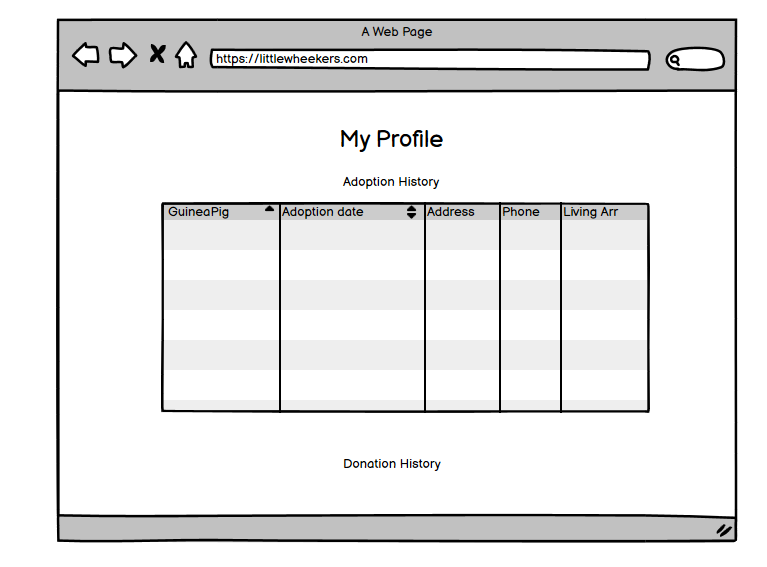 A Web Page
https://littlewheekers.com
My Profile
Adoption History
GuineaPig Adoption date Address Phone Living Arr
Donation History